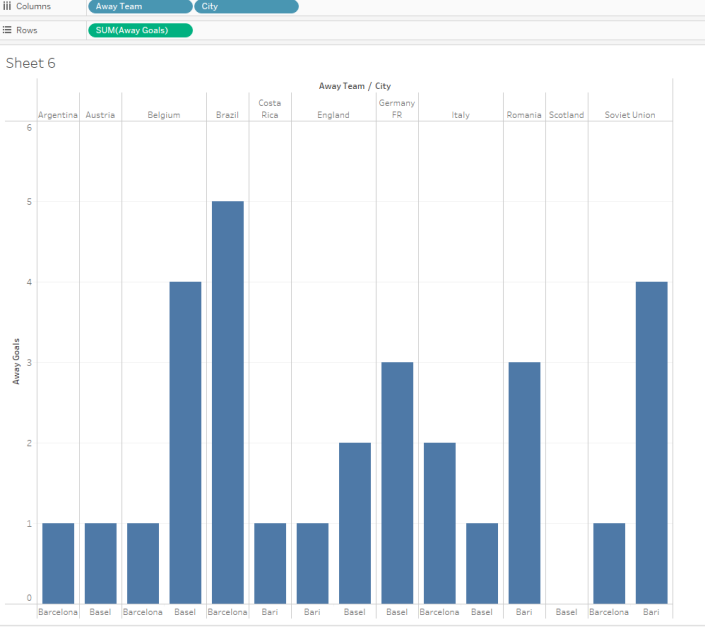 Columns Away Team City
Rows SUM(Away Goals)
Sheet 6
Away Team / City
Argentina Austria Belgium Brazil Costa Rica England Germany FR Italy Romania Scotland Soviet Union
6
5
4
3
2
1
0
Away Goals
Barcelona Basel Barcelona Basel Barcelona Bari Bari Basel Basel Barcelona Basel Bari Basel Barcelona Bari